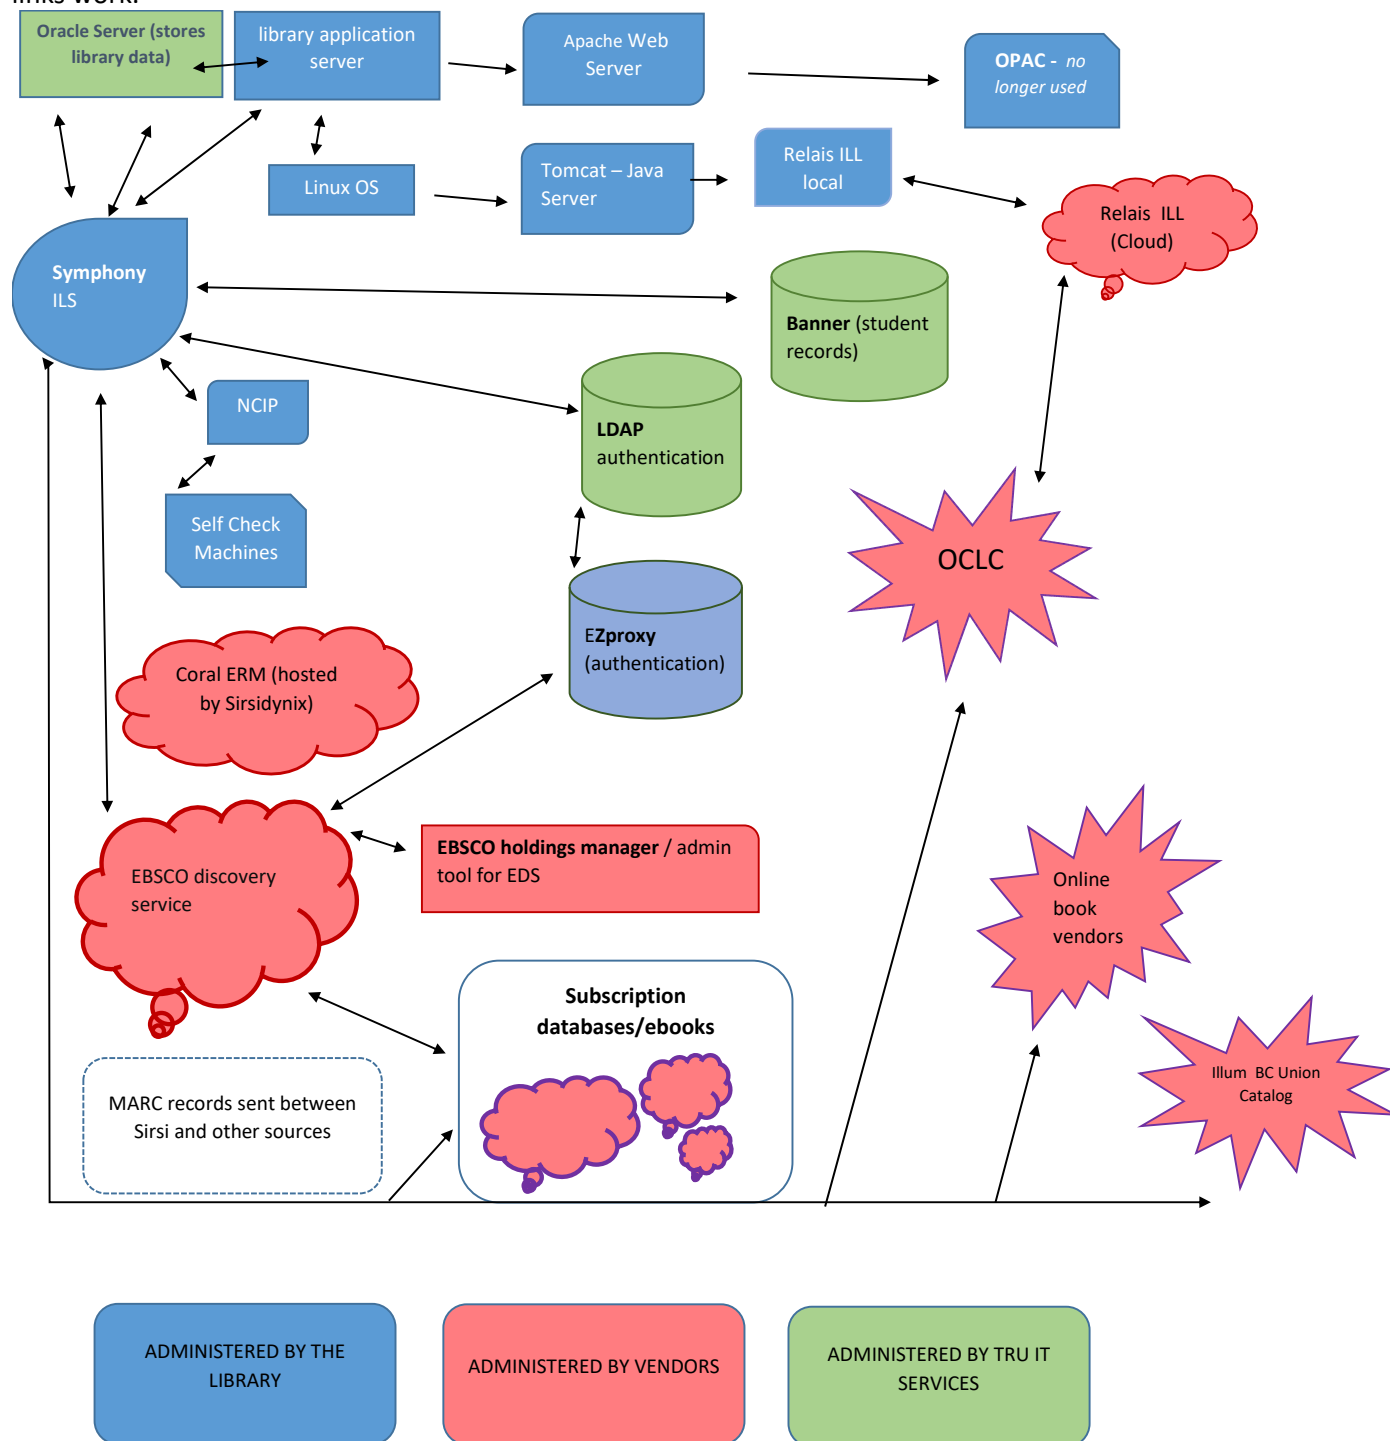 links work.
Oracle Server (stores
library data)
library application
server
Apache Web
Server
OPAC - no
longer used
Linux OS
Tomcat – Java
Server
Relais ILL
local
Relais ILL
(Cloud)
Symphony
ILS
Banner (student
records)
NCIP
LDAP
authentication
Self Check
Machines
OCLC
EZproxy
(authentication)
Coral ERM (hosted
by Sirsidynix)
EBSCO discovery
service
EBSCO holdings manager / admin
tool for EDS
Online
book
vendors
Subscription
databases/ebooks
Illum BC Union
Catalog
MARC records sent between
Sirsi and other sources
ADMINISTERED BY THE
LIBRARY
ADMINISTERED BY VENDORS
ADMINISTERED BY TRU IT
SERVICES